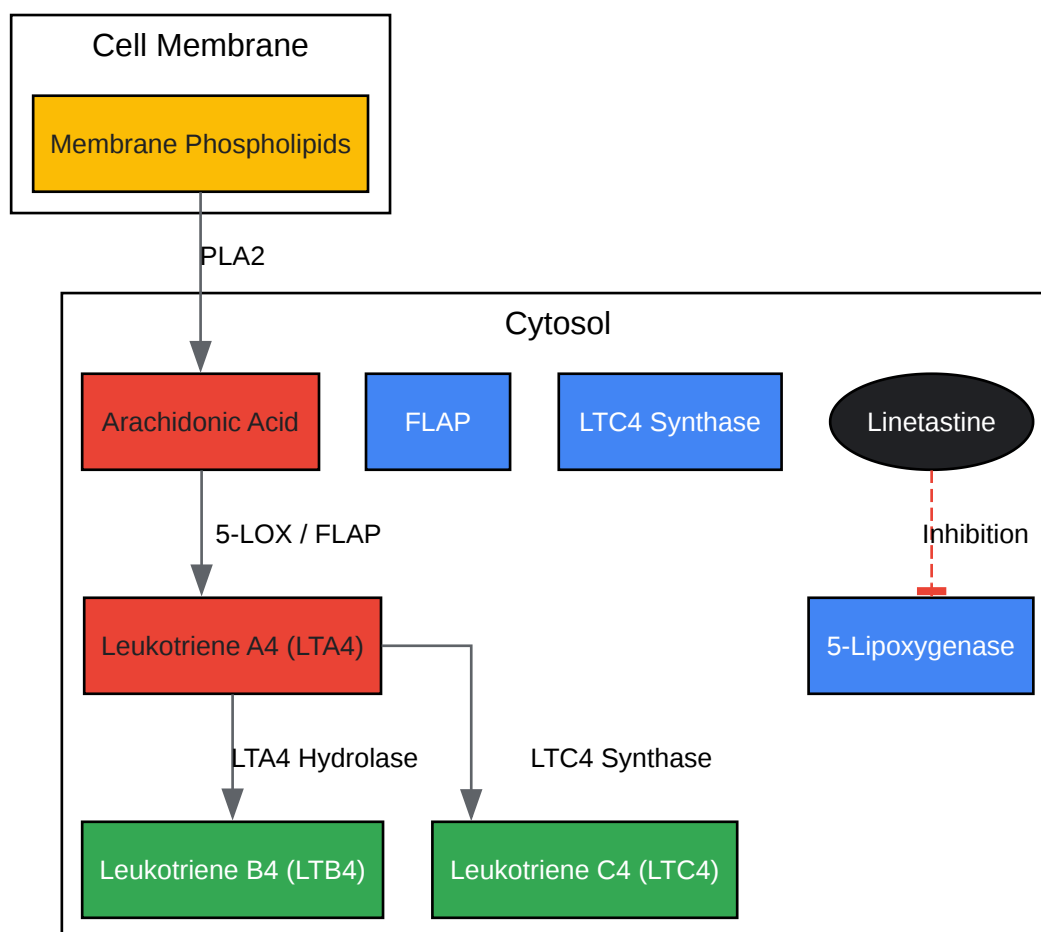 Cell Membrane
Membrane Phospholipids
PLA2
Cytosol
Arachidonic Acid
FLAP
LTC4 Synthase
Linetastine
5-LOX / FLAP
Inhibition
Leukotriene A4 (LTA4)
5-Lipoxygenase
LTA4 Hydrolase
LTC4 Synthase
Leukotriene B4 (LTB4)
Leukotriene C4 (LTC4)